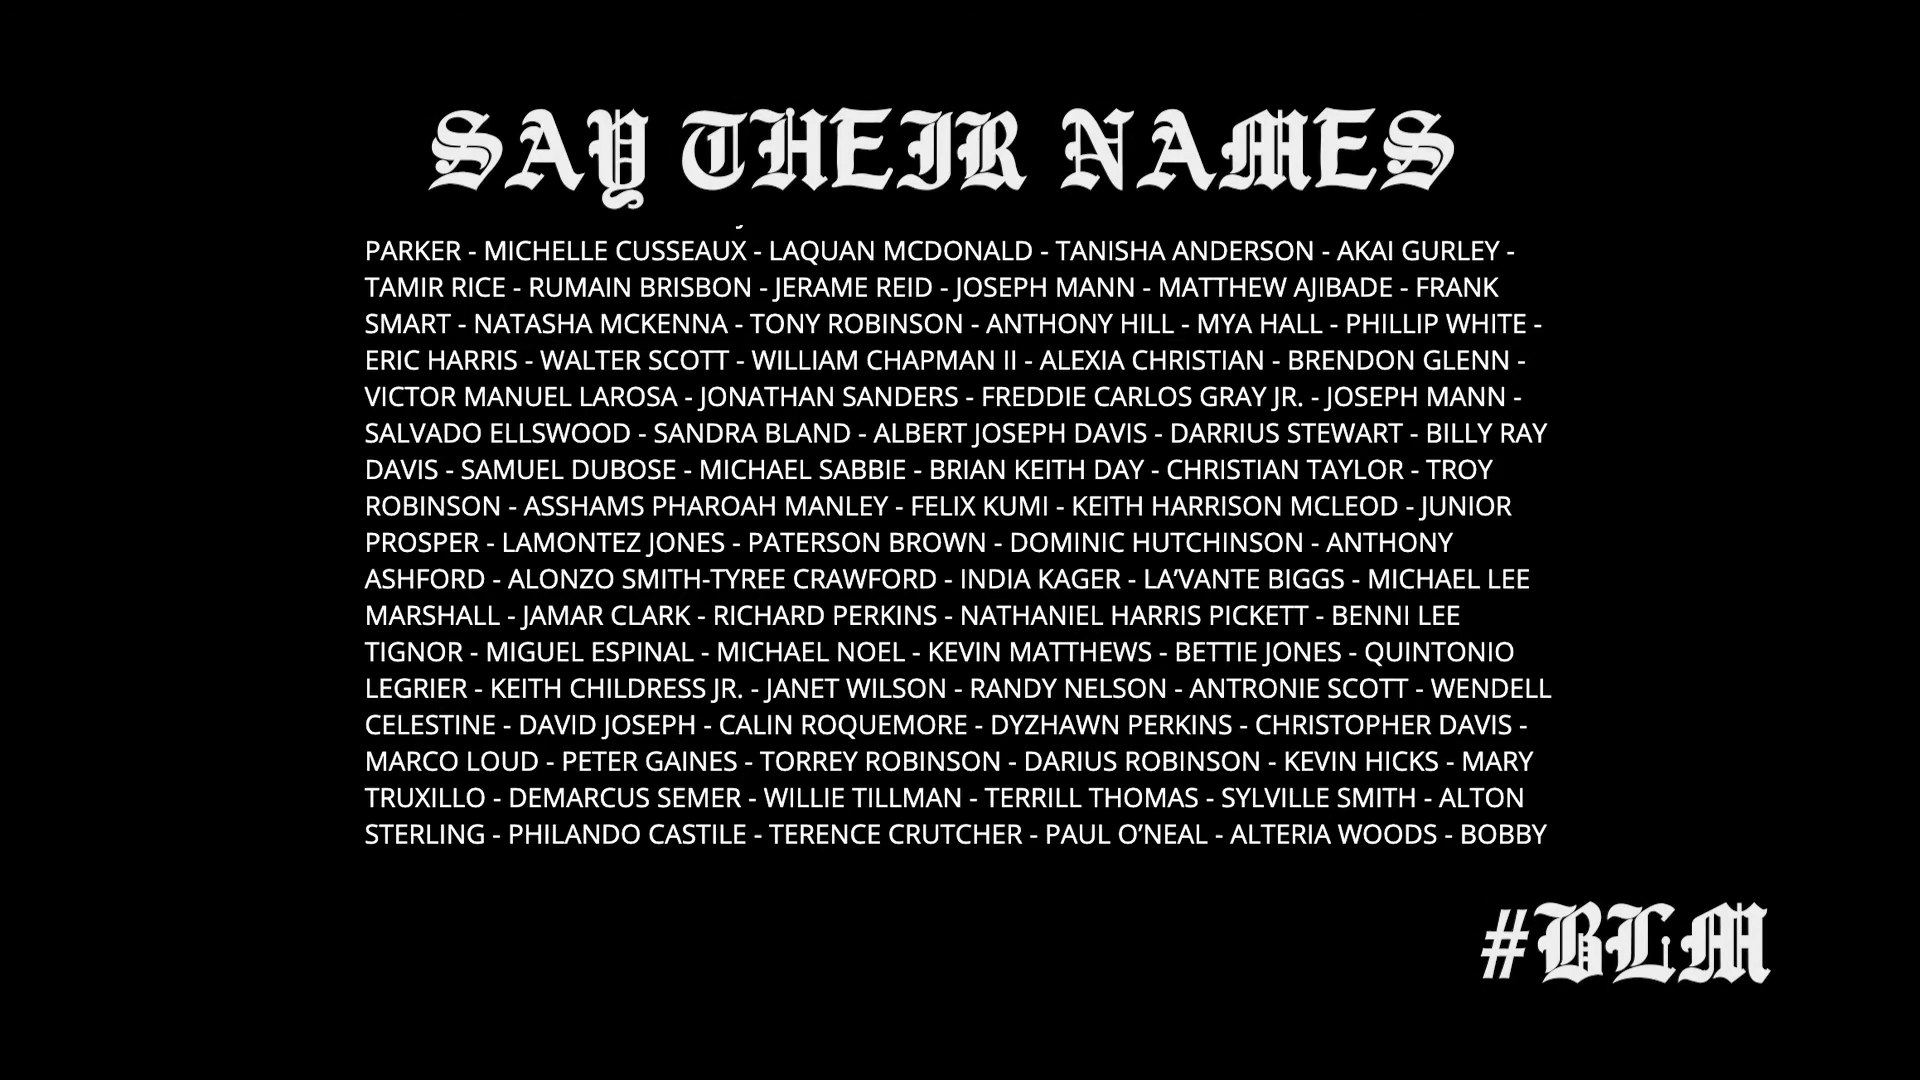 SAY THEIR NAMES
PARKER - MICHELLE CUSSEAUX - LAQUAN MCDONALD - TANISHA ANDERSON - AKAI GURLEY -
TAMIR RICE - RUMAIN BRISBON - JERAME REID - JOSEPH MANN - MATTHEW AJIBADE - FRANK
SMART - NATASHA MCKENNA - TONY ROBINSON - ANTHONY HILL - MYA HALL - PHILLIP WHITE -
ERIC HARRIS - WALTER SCOTT - WILLIAM CHAPMAN II - ALEXIA CHRISTIAN - BRENDON GLENN -
VICTOR MANUEL LAROSA - JONATHAN SANDERS - FREDDIE CARLOS GRAY JR. - JOSEPH MANN -
SALVADO ELLSWOOD - SANDRA BLAND - ALBERT JOSEPH DAVIS - DARRIUS STEWART - BILLY RAY
DAVIS - SAMUEL DUBOSE - MICHAEL SABBIE - BRIAN KEITH DAY - CHRISTIAN TAYLOR - TROY
ROBINSON - ASSHAMS PHAROAH MANLEY - FELIX KUMI - KEITH HARRISON MCLEOD - JUNIOR
PROSPER - LAMONTEZ JONES - PATERSON BROWN - DOMINIC HUTCHINSON - ANTHONY
ASHFORD - ALONZO SMITH-TYREE CRAWFORD - INDIA KAGER - LA’VANTE BIGGS - MICHAEL LEE
MARSHALL - JAMAR CLARK - RICHARD PERKINS - NATHANIEL HARRIS PICKETT - BENNI LEE
TIGNOR - MIGUEL ESPINAL - MICHAEL NOEL - KEVIN MATTHEWS - BETTIE JONES - QUINTONIO
LEGRIER - KEITH CHILDRESS JR. - JANET WILSON - RANDY NELSON - ANTRONIE SCOTT - WENDELL
CELESTINE - DAVID JOSEPH - CALIN ROQUEMORE - DYZHAWN PERKINS - CHRISTOPHER DAVIS -
MARCO LOUD - PETER GAINES - TORREY ROBINSON - DARIUS ROBINSON - KEVIN HICKS - MARY
TRUXILLO - DEMARCUS SEMER - WILLIE TILLMAN - TERRILL THOMAS - SYLVILLE SMITH - ALTON
STERLING - PHILANDO CASTILE - TERENCE CRUTCHER - PAUL O’NEAL - ALTERIA WOODS - BOBBY
#BLM